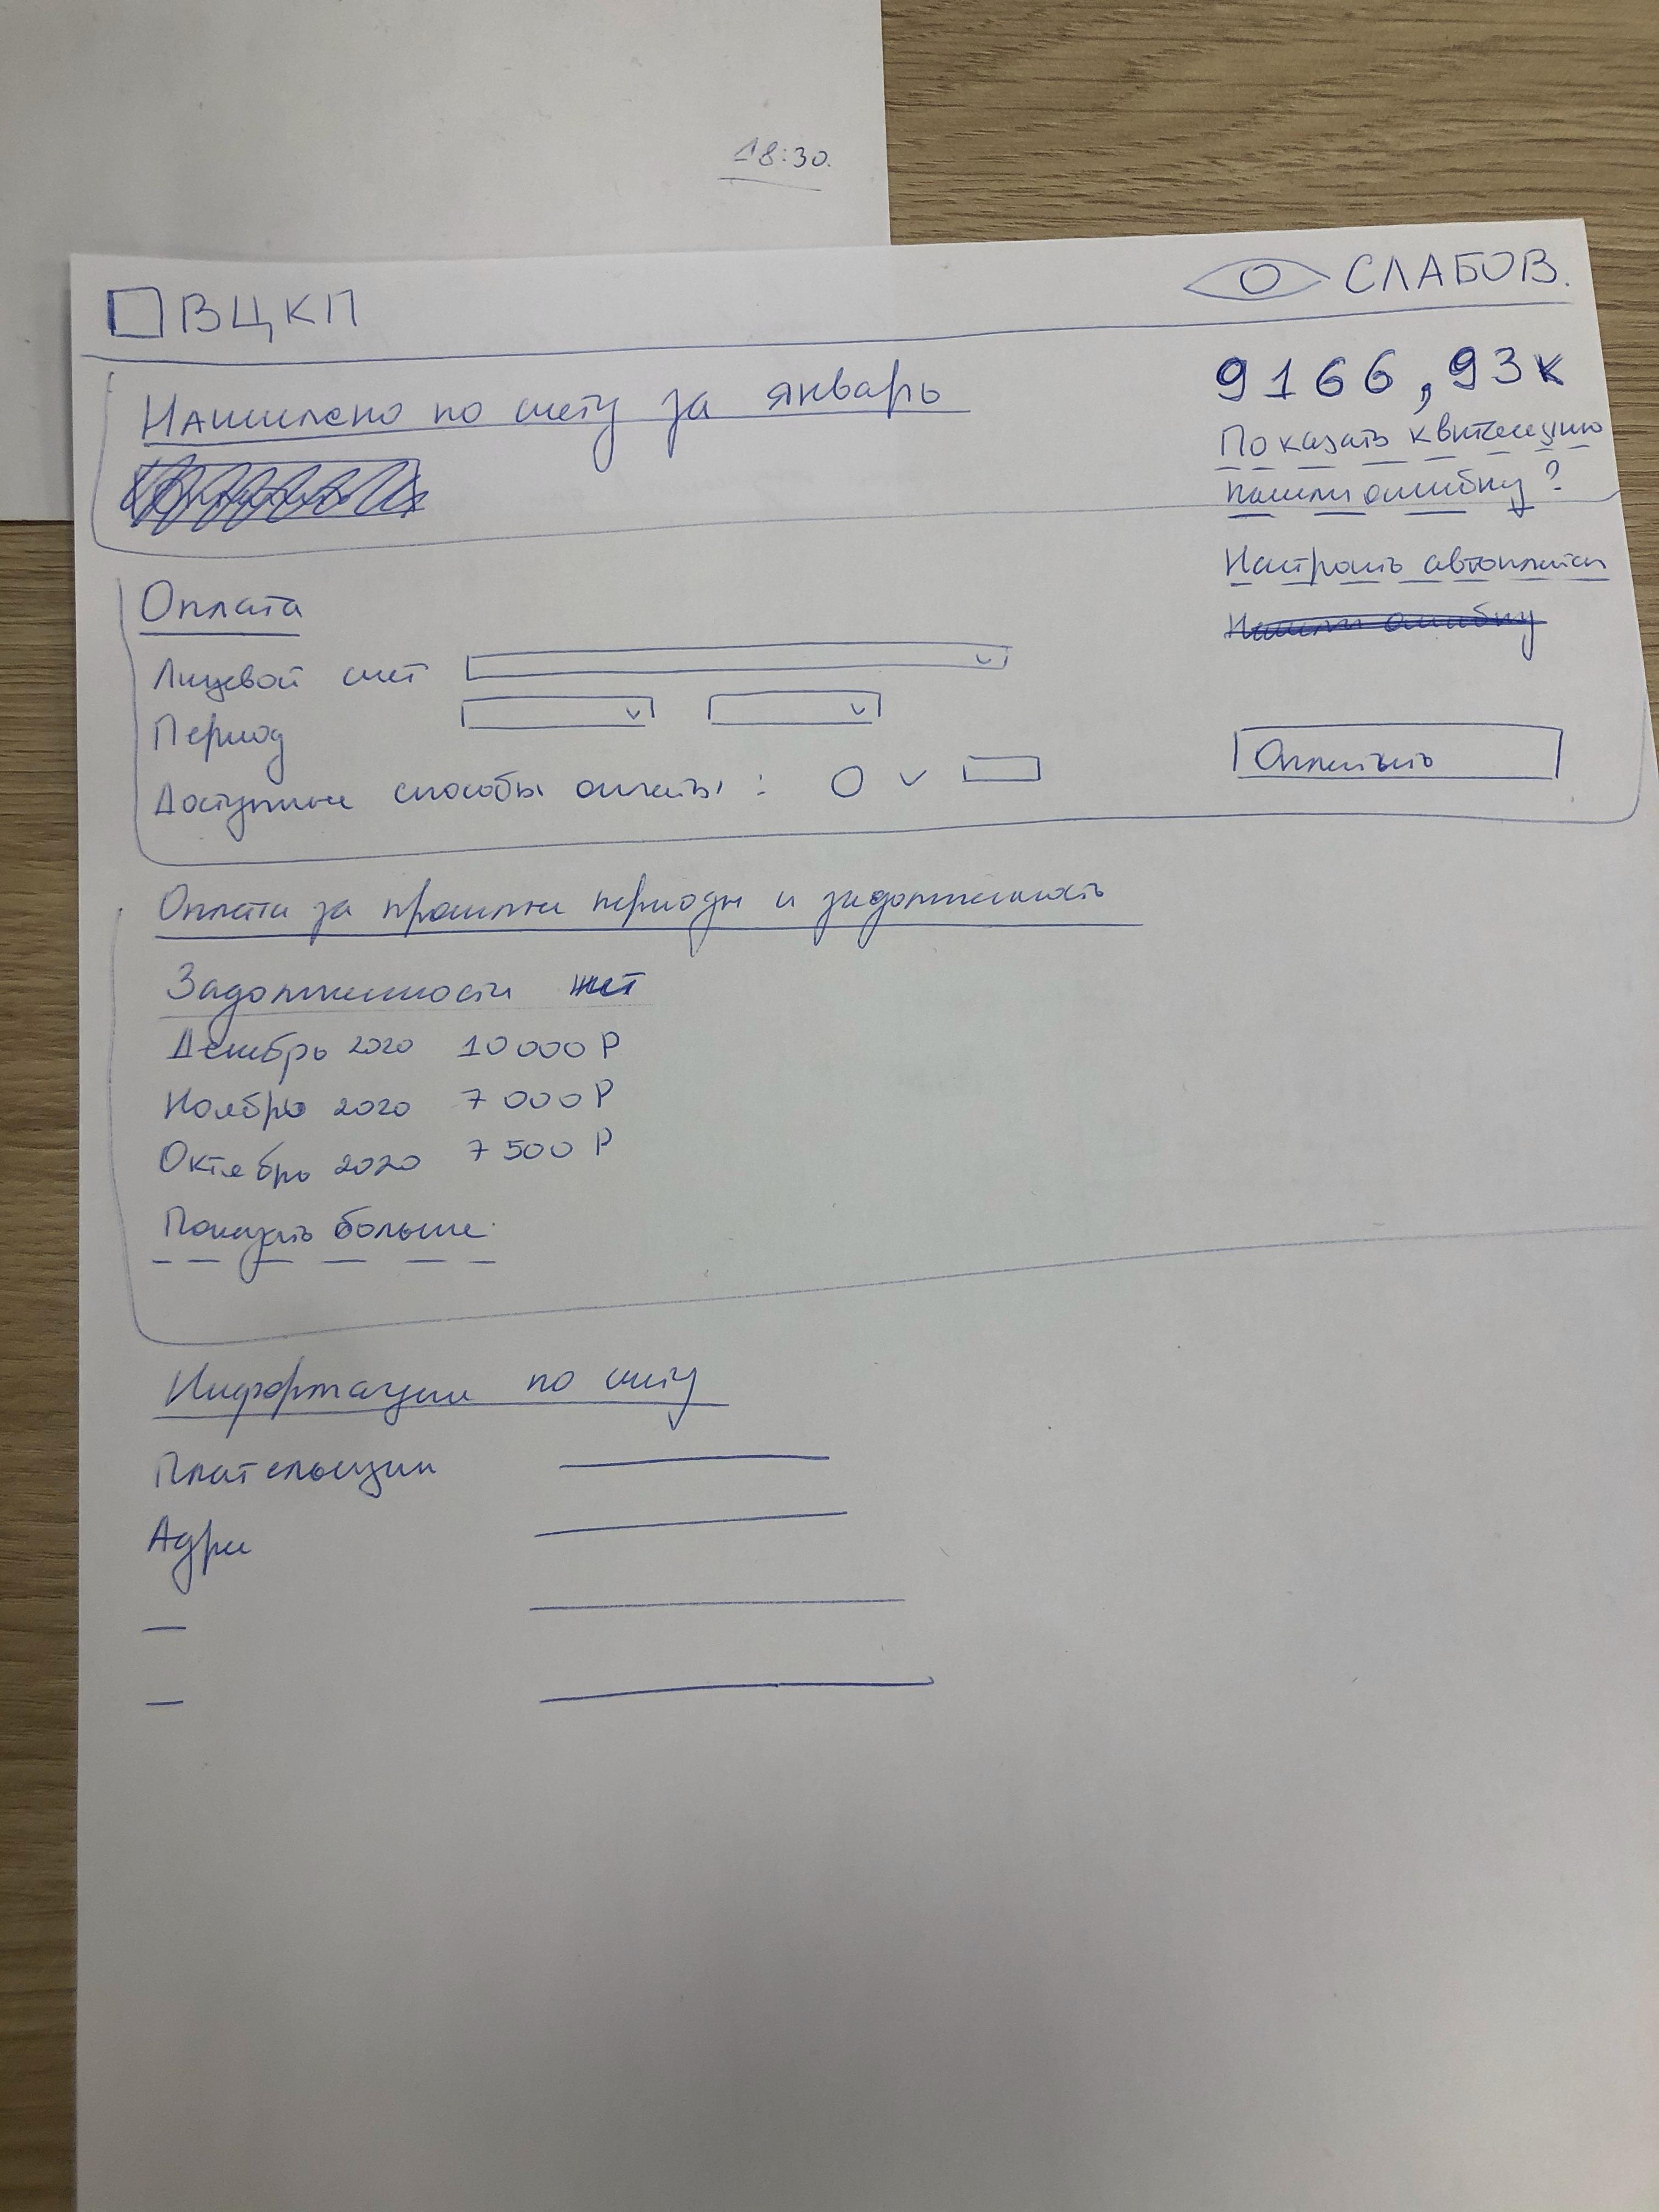 18:30.
ВЦКП
СЛАБОВ.
Начислено по счету за январь
9166,93к
Показать квитанцию
Нашли ошибку?
Настроить автоплатеж
Нашли ошибку
Оплата
Лицевой счет
Период
Доступные способы оплаты:
Оплатить
Оплата за прошлые периоды и задолженность
Задолженности нет
Декабрь 2020 10 000 Р
Ноябрь 2020 7 000 Р
Октябрь 2020 7 500 Р
Показать больше
Информация по счету
Плательщик
Адрес